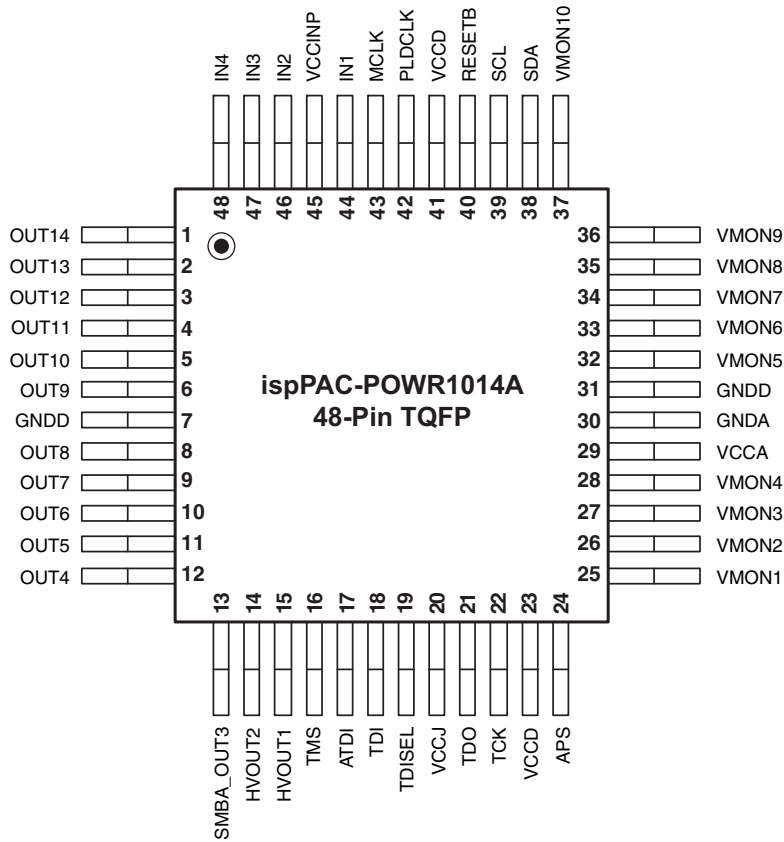 IN4
IN3
IN2
VCCINP
IN1
MCLK
PLDCLK
VCCD
RESETB
SCL
SDA
VMON10
48
47
46
45
44
43
42
41
40
39
38
37
OUT14 1
OUT13 2
OUT12 3
OUT11 4
OUT10 5
OUT9 6
GNDD 7
OUT8 8
OUT7 9
OUT6 10
OUT5 11
OUT4 12
ispPAC-POWR1014A
48-Pin TQFP
36 VMON9
35 VMON8
34 VMON7
33 VMON6
32 VMON5
31 GNDD
30 GNDA
29 VCCA
28 VMON4
27 VMON3
26 VMON2
25 VMON1
13
14
15
16
17
18
19
20
21
22
23
24
SMBA_OUT3
HVOUT2
HVOUT1
TMS
ATDI
TDI
TDISEL
VCCJ
TDO
TCK
VCCD
APS